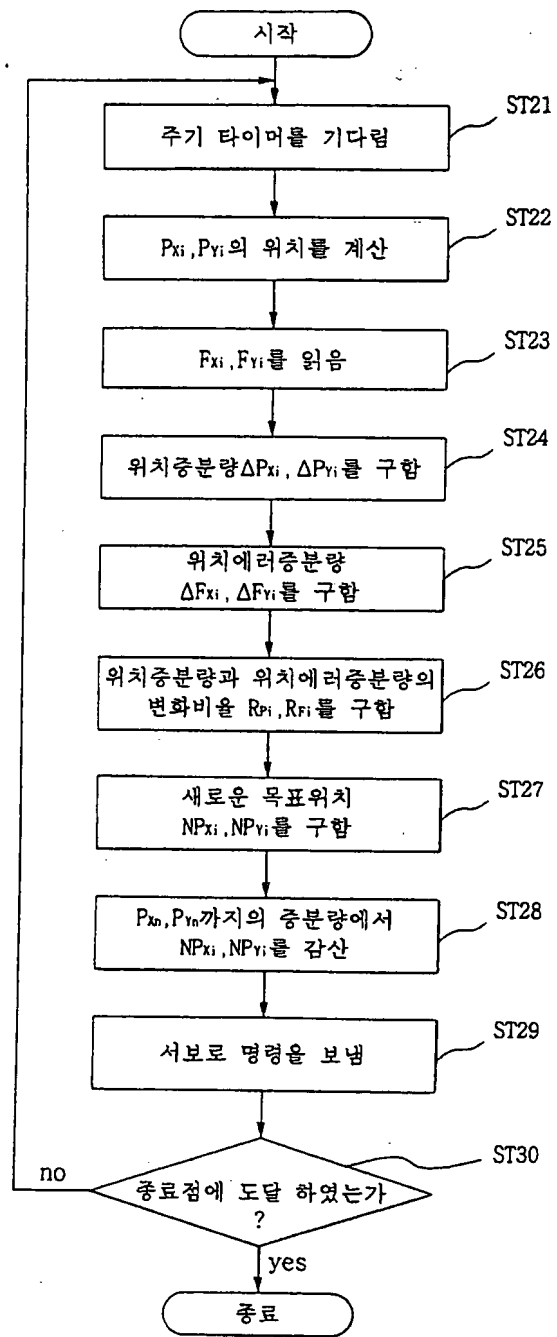 시작
주기 타이머를 기다림
ST21
PXi,PYi의 위치를 계산
ST22
FXi,FYi를 읽음
ST23
위치증분량ΔPXi, ΔPYi를 구함
ST24
위치에러증분량
ΔFXi, ΔFYi를 구함
ST25
위치증분량과 위치에러증분량의
변화비율 RPi,RFi를 구함
ST26
새로운 목표위치
NPXi,NPYi를 구함
ST27
PXn,PYn까지의 증분량에서
NPXi,NPYi를 감산
ST28
서보로 명령을 보냄
ST29
종료점에 도달 하였는가
?
ST30
no
yes
종료